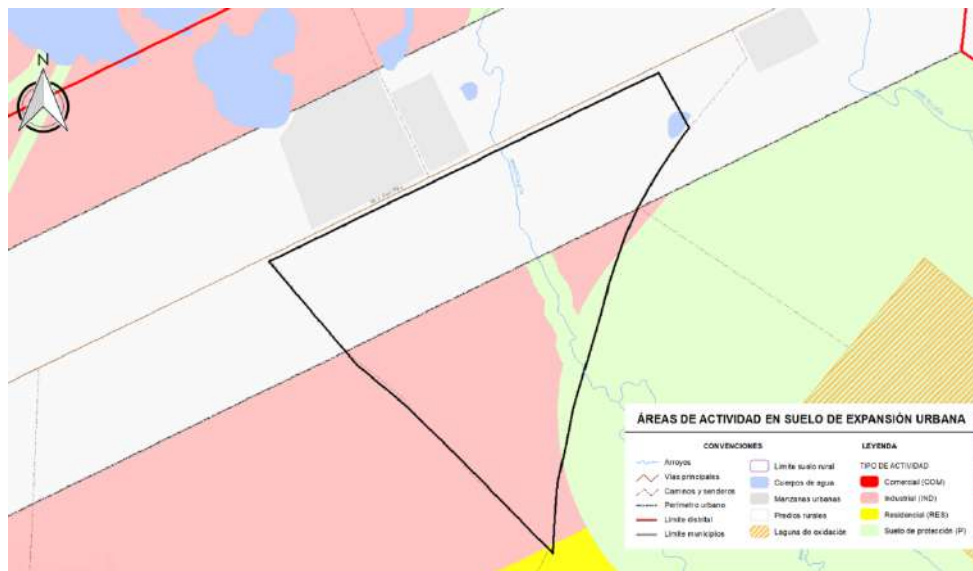 N
ÁREAS DE ACTIVIDAD EN SUELO DE EXPANSIÓN URBANA
CONVENCIONES
Arroyos
Vías principales
Caminos y senderos
Perímetro urbano
Límite distrital
Límite municipios
Límite suelo rural
Cuerpos de agua
Manzanas urbanas
Predios rurales
Laguna de oxidación
LEYENDA
TIPO DE ACTIVIDAD
Comercial (COM)
Industrial (IND)
Residencial (RES)
Suelo de protección (P)